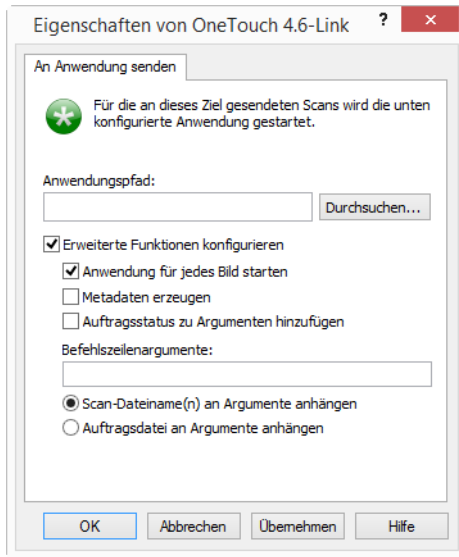 Eigenschaften von OneTouch 4.6-Link
?
An Anwendung senden
Für die an dieses Ziel gesendeten Scans wird die unten
konfigurierte Anwendung gestartet.
Anwendungspfad:
Durchsuchen...
Erweiterte Funktionen konfigurieren
Anwendung für jedes Bild starten
Metadaten erzeugen
Auftragsstatus zu Argumenten hinzufügen
Befehlszeilenargumente:
Scan-Dateiname(n) an Argumente anhängen
Auftragsdatei an Argumente anhängen
OK Abbrechen Übernehmen Hilfe